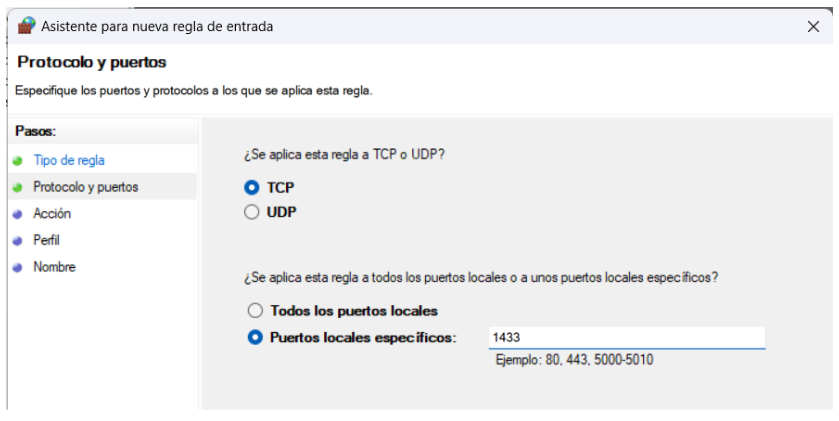 Asistente para nueva regla de entrada
Protocolo y puertos
Especifique los puertos y protocolos a los que se aplica esta regla.
Pasos:
Tipo de regla
Protocolo y puertos
Acción
Perfil
Nombre
¿Se aplica esta regla a TCP o UDP?
TCP
UDP
¿Se aplica esta regla a todos los puertos locales o a unos puertos locales específicos?
Todos los puertos locales
Puertos locales específicos: 1433
Ejemplo: 80, 443, 5000-5010